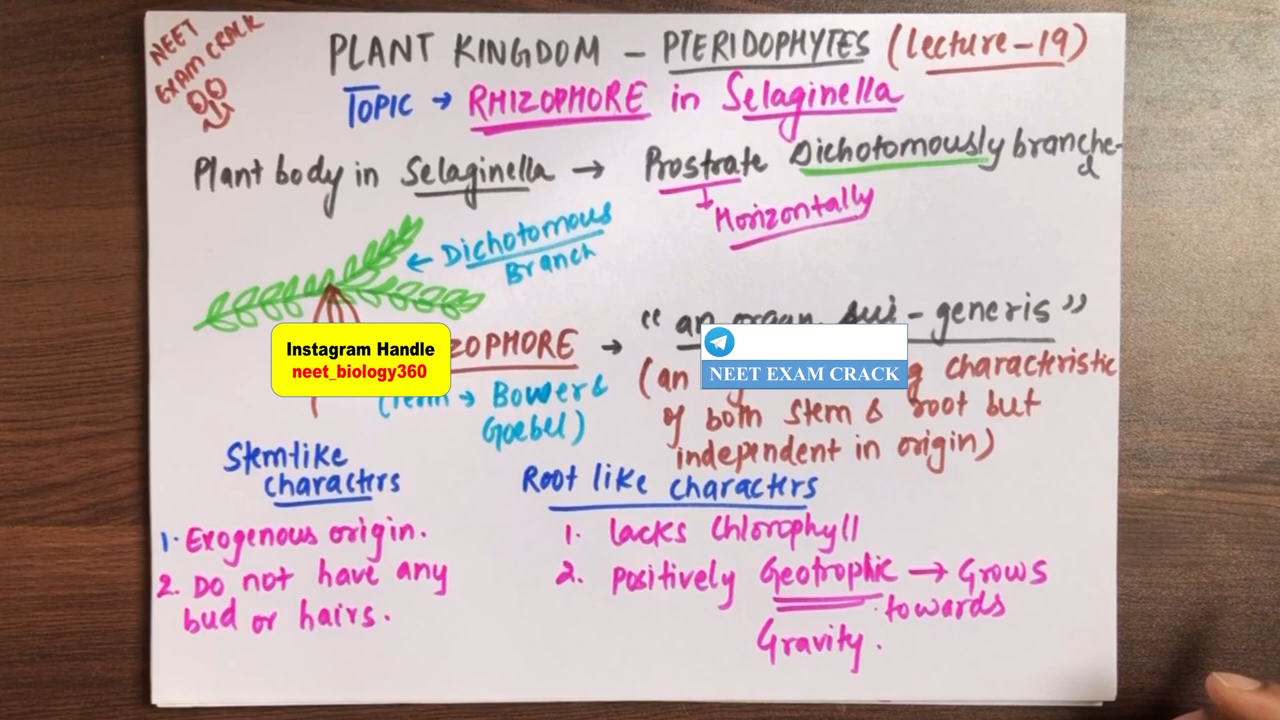 NEET
EXAM CRACK
PLANT KINGDOM - PTERIDOPHYTES (lecture-19)
TOPIC → RHIZOPHORE in Selaginella
Plant body in Selaginella → Prostrate Dichotomously branche-
d
Horizontally
← Dichotomous
Branch
ZOPHORE → "an organ sui-generis"
Instagram Handle
neet_biology360
NEET EXAM CRACK
(an characteristic
of both stem & root but
independent in origin)
(Term → Bower &
Goebel)
Stemlike
characters
1. Exogenous origin.
2. Do not have any
bud or hairs.
Root like characters
1. lacks chlorophyll
2. positively Geotrophic → Grows
towards
Gravity.